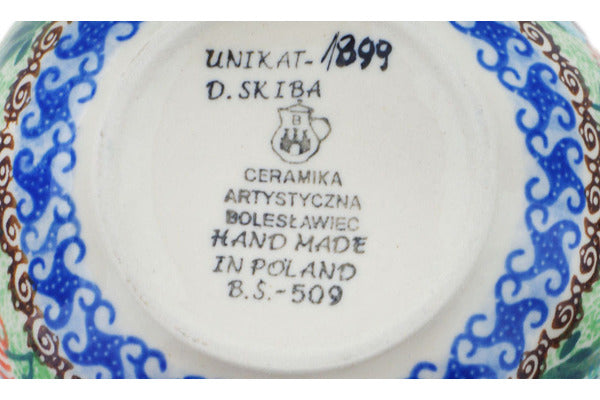 UNIKAT-1899
D. SKIBA
B
CERAMIKA
ARTYSTYCZNA
BOLESŁAWIEC
HAND MADE
IN POLAND
B.S.-509